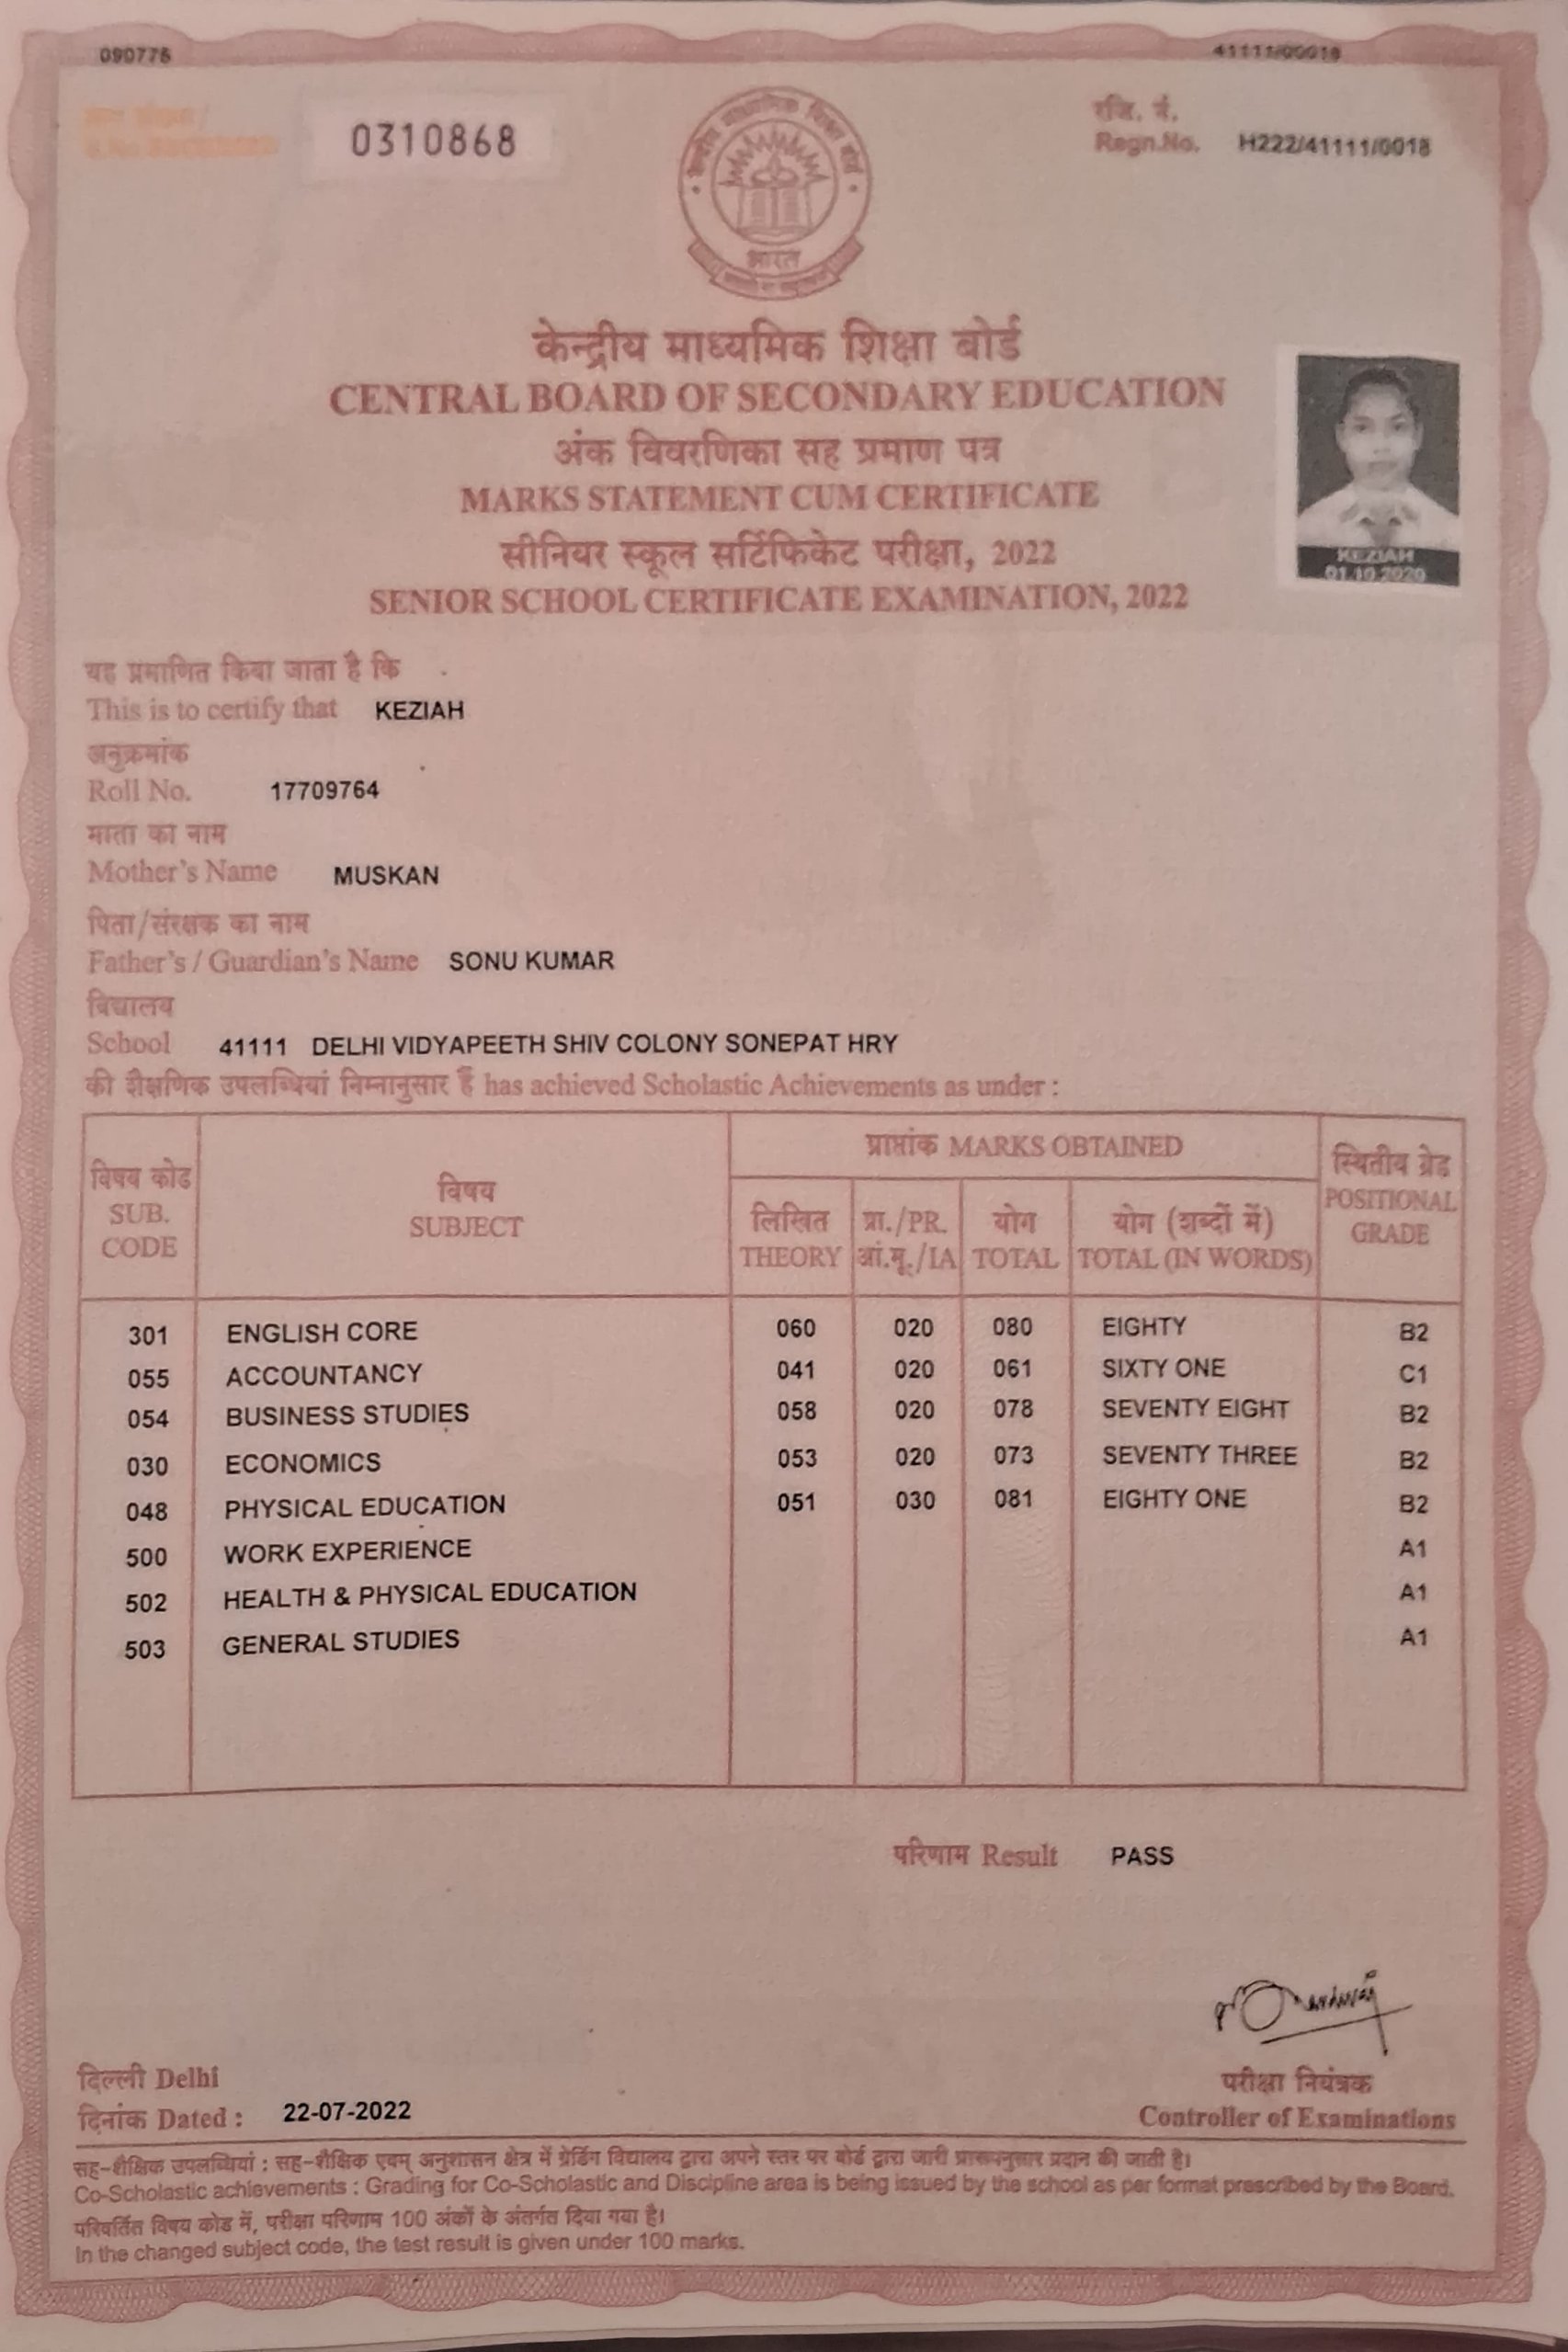 090776
41111/00018
0310868
रजि. नं.
Regn.No. H222/41111/0018
भारत
केन्द्रीय माध्यमिक शिक्षा बोर्ड
CENTRAL BOARD OF SECONDARY EDUCATION
अंक विवरणिका सह प्रमाण पत्र
MARKS STATEMENT CUM CERTIFICATE
सीनियर स्कूल सर्टिफिकेट परीक्षा, 2022
SENIOR SCHOOL CERTIFICATE EXAMINATION, 2022
KEZIAH
01.10.2020
यह प्रमाणित किया जाता है कि
This is to certify that KEZIAH
अनुक्रमांक
Roll No. 17709764
माता का नाम
Mother's Name MUSKAN
पिता/संरक्षक का नाम
Father's / Guardian's Name SONU KUMAR
विद्यालय
School 41111 DELHI VIDYAPEETH SHIV COLONY SONEPAT HRY
की शैक्षणिक उपलब्धियां निम्नानुसार हैं has achieved Scholastic Achievements as under :
विषय कोड
SUB.
CODE
विषय
SUBJECT
प्राप्तांक MARKS OBTAINED
लिखित
THEORY
प्रा./PR.
आं.मू./IA
योग
TOTAL
योग (शब्दों में)
TOTAL (IN WORDS)
स्थितीय ग्रेड
POSITIONAL
GRADE
301 ENGLISH CORE 060 020 080 EIGHTY B2
055 ACCOUNTANCY 041 020 061 SIXTY ONE C1
054 BUSINESS STUDIES 058 020 078 SEVENTY EIGHT B2
030 ECONOMICS 053 020 073 SEVENTY THREE B2
048 PHYSICAL EDUCATION 051 030 081 EIGHTY ONE B2
500 WORK EXPERIENCE A1
502 HEALTH & PHYSICAL EDUCATION A1
503 GENERAL STUDIES A1
परिणाम Result PASS
दिल्ली Delhi
दिनांक Dated : 22-07-2022
परीक्षा नियंत्रक
Controller of Examinations
सह-शैक्षिक उपलब्धियां : सह-शैक्षिक एवम् अनुशासन क्षेत्र में ग्रेडिंग विद्यालय द्वारा अपने स्तर पर बोर्ड द्वारा जारी प्रारूपनुसार प्रदान की जाती है।
Co-Scholastic achievements : Grading for Co-Scholastic and Discipline area is being issued by the school as per format prescribed by the Board.
परिवर्तित विषय कोड में, परीक्षा परिणाम 100 अंकों के अंतर्गत दिया गया है।
In the changed subject code, the test result is given under 100 marks.